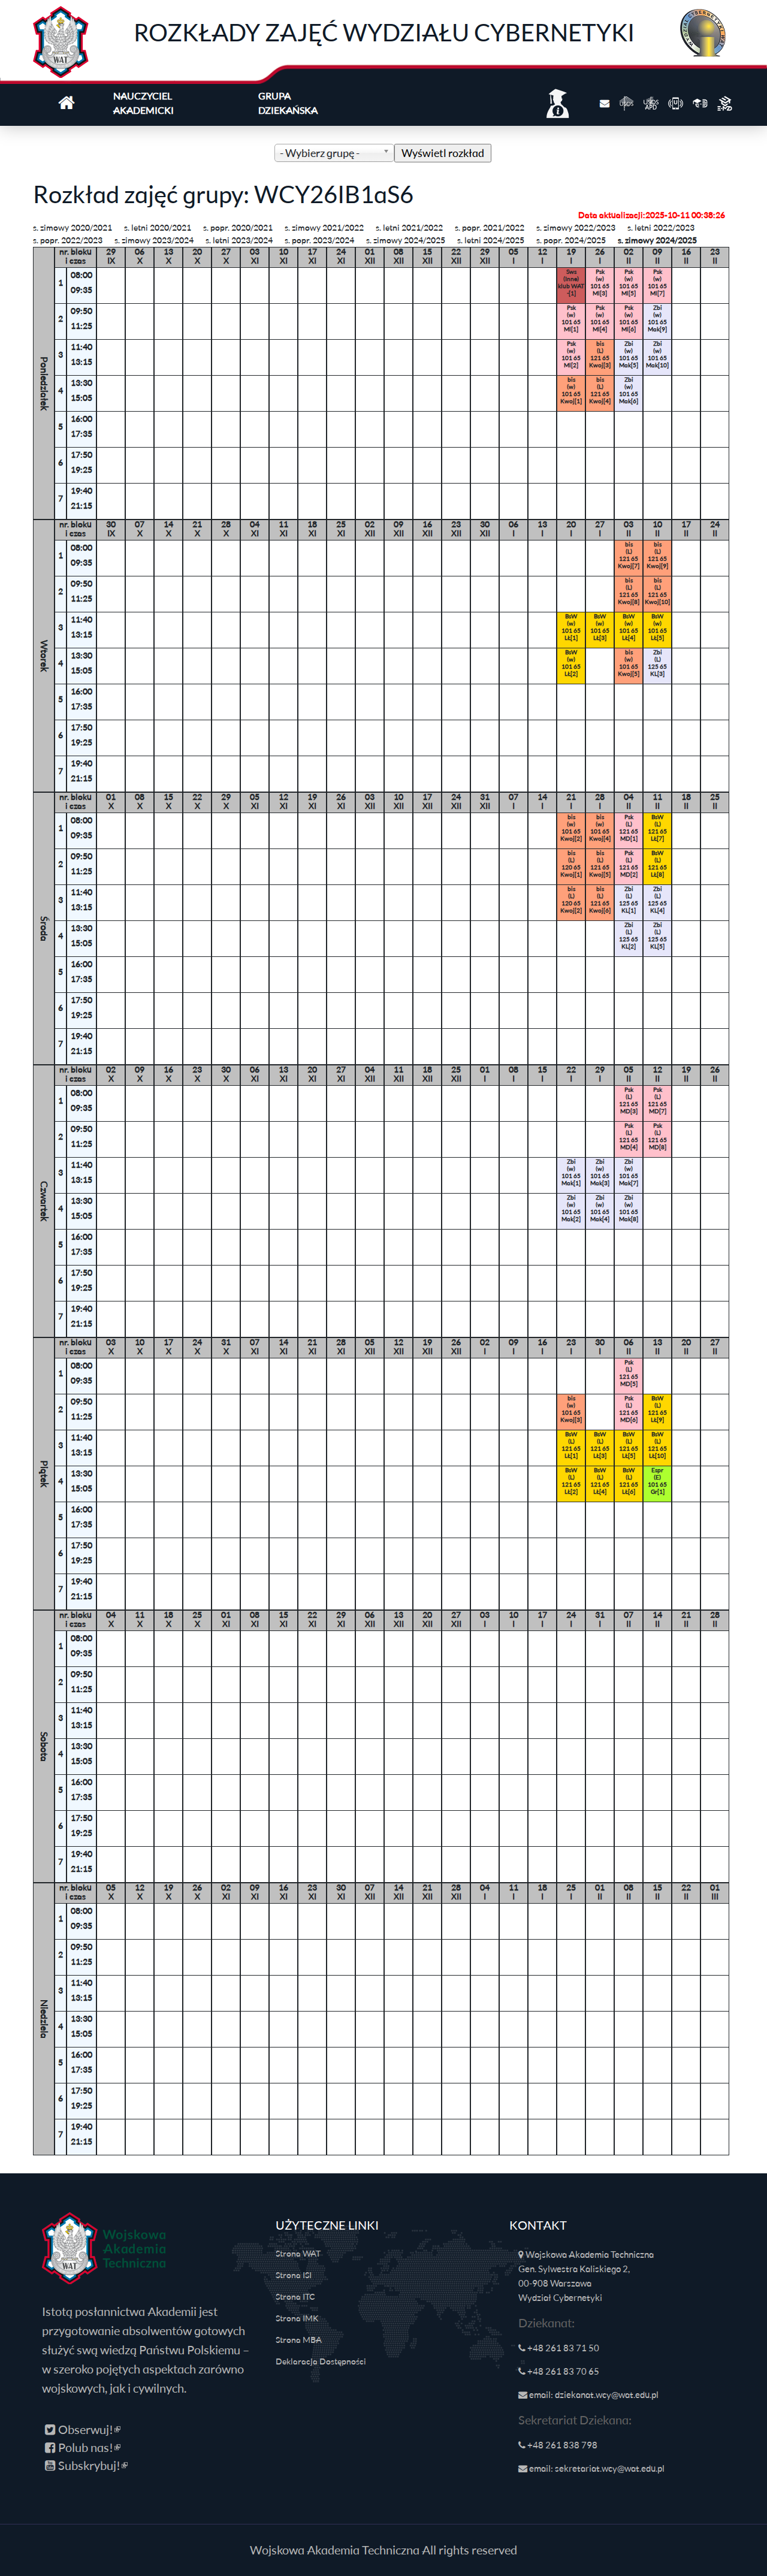 ROZKŁADY ZAJĘĆ WYDZIAŁU CYBERNETYKI
NAUCZYCIEL AKADEMICKI
GRUPA DZIEKAŃSKA
- Wybierz grupę -
Wyświetl rozkład
Rozkład zajęć grupy: WCY26IB1aS6
Data aktualizacji:2025-10-11 00:38:26
s. zimowy 2020/2021 s. letni 2020/2021 s. popr. 2020/2021 s. zimowy 2021/2022 s. letni 2021/2022 s. popr. 2021/2022 s. zimowy 2022/2023 s. letni 2022/2023
s. popr. 2022/2023 s. zimowy 2023/2024 s. letni 2023/2024 s. popr. 2023/2024 s. zimowy 2024/2025 s. letni 2024/2025 s. popr. 2024/2025 s. zimowy 2024/2025
Poniedziałek
nr. bloku i czas 29 IX 06 X 13 X 20 X 27 X 03 XI 10 XI 17 XI 24 XI 01 XII 08 XII 15 XII 22 XII 29 XII 05 I 12 I 19 I 26 I 02 II 09 II 16 II 23 II
1 08:00 09:35 Sws (inna) klub WAT -[1] Psk (w) 101 65 Ml[3] Psk (w) 101 65 Ml[5] Psk (w) 101 65 Ml[7]
2 09:50 11:25 Psk (w) 101 65 Ml[1] Psk (w) 101 65 Ml[4] Psk (w) 101 65 Ml[6] Zbi (w) 101 65 Mak[9]
3 11:40 13:15 Psk (w) 101 65 Ml[2] bis (L) 121 65 Kwoj[3] Zbi (w) 101 65 Mak[5] Zbi (w) 101 65 Mak[10]
4 13:30 15:05 bis (w) 101 65 Kwoj[1] bis (L) 121 65 Kwoj[4] Zbi (w) 101 65 Mak[6]
5 16:00 17:35
6 17:50 19:25
7 19:40 21:15
Wtorek
nr. bloku i czas 30 IX 07 X 14 X 21 X 28 X 04 XI 11 XI 18 XI 25 XI 02 XII 09 XII 16 XII 23 XII 30 XII 06 I 13 I 20 I 27 I 03 II 10 II 17 II 24 II
1 08:00 09:35 bis (L) 121 65 Kwoj[7] bis (L) 121 65 Kwoj[9]
2 09:50 11:25 bis (L) 121 65 Kwoj[8] bis (L) 121 65 Kwoj[10]
3 11:40 13:15 BsW (w) 101 65 LŁ[1] BsW (w) 101 65 LŁ[3] BsW (w) 101 65 LŁ[4] BsW (w) 101 65 LŁ[5]
4 13:30 15:05 BsW (w) 101 65 LŁ[2] bis (w) 101 65 Kwoj[5] Zbi (L) 125 65 KL[3]
5 16:00 17:35
6 17:50 19:25
7 19:40 21:15
Środa
nr. bloku i czas 01 X 08 X 15 X 22 X 29 X 05 XI 12 XI 19 XI 26 XI 03 XII 10 XII 17 XII 24 XII 31 XII 07 I 14 I 21 I 28 I 04 II 11 II 18 II 25 II
1 08:00 09:35 bis (w) 101 65 Kwoj[2] bis (w) 101 65 Kwoj[4] Psk (L) 121 65 MD[1] BsW (L) 121 65 LŁ[7]
2 09:50 11:25 bis (L) 120 65 Kwoj[1] bis (L) 121 65 Kwoj[5] Psk (L) 121 65 MD[2] BsW (L) 121 65 LŁ[8]
3 11:40 13:15 bis (L) 120 65 Kwoj[2] bis (L) 121 65 Kwoj[6] Zbi (L) 125 65 KL[1] Zbi (L) 125 65 KL[4]
4 13:30 15:05 Zbi (L) 125 65 KL[2] Zbi (L) 125 65 KL[5]
5 16:00 17:35
6 17:50 19:25
7 19:40 21:15
Czwartek
nr. bloku i czas 02 X 09 X 16 X 23 X 30 X 06 XI 13 XI 20 XI 27 XI 04 XII 11 XII 18 XII 25 XII 01 I 08 I 15 I 22 I 29 I 05 II 12 II 19 II 26 II
1 08:00 09:35 Psk (L) 121 65 MD[3] Psk (L) 121 65 MD[7]
2 09:50 11:25 Psk (L) 121 65 MD[4] Psk (L) 121 65 MD[8]
3 11:40 13:15 Zbi (w) 101 65 Mak[1] Zbi (w) 101 65 Mak[3] Zbi (w) 101 65 Mak[7]
4 13:30 15:05 Zbi (w) 101 65 Mak[2] Zbi (w) 101 65 Mak[4] Zbi (w) 101 65 Mak[8]
5 16:00 17:35
6 17:50 19:25
7 19:40 21:15
Piątek
nr. bloku i czas 03 X 10 X 17 X 24 X 31 X 07 XI 14 XI 21 XI 28 XI 05 XII 12 XII 19 XII 26 XII 02 I 09 I 16 I 23 I 30 I 06 II 13 II 20 II 27 II
1 08:00 09:35 Psk (L) 121 65 MD[5]
2 09:50 11:25 bis (w) 101 65 Kwoj[3] Psk (L) 121 65 MD[6] BsW (L) 121 65 LŁ[9]
3 11:40 13:15 BsW (L) 121 65 LŁ[1] BsW (L) 121 65 LŁ[3] BsW (L) 121 65 LŁ[5] BsW (L) 121 65 LŁ[10]
4 13:30 15:05 BsW (L) 121 65 LŁ[2] BsW (L) 121 65 LŁ[4] BsW (L) 121 65 LŁ[6] Espr (E) 101 65 Gr[1]
5 16:00 17:35
6 17:50 19:25
7 19:40 21:15
Sobota
nr. bloku i czas 04 X 11 X 18 X 25 X 01 XI 08 XI 15 XI 22 XI 29 XI 06 XII 13 XII 20 XII 27 XII 03 I 10 I 17 I 24 I 31 I 07 II 14 II 21 II 28 II
1 08:00 09:35
2 09:50 11:25
3 11:40 13:15
4 13:30 15:05
5 16:00 17:35
6 17:50 19:25
7 19:40 21:15
Niedziela
nr. bloku i czas 05 X 12 X 19 X 26 X 02 XI 09 XI 16 XI 23 XI 30 XI 07 XII 14 XII 21 XII 28 XII 04 I 11 I 18 I 25 I 01 II 08 II 15 II 22 II 01 III
1 08:00 09:35
2 09:50 11:25
3 11:40 13:15
4 13:30 15:05
5 16:00 17:35
6 17:50 19:25
7 19:40 21:15
WAT
Wojskowa
Akademia
Techniczna
Istotą posłannictwa Akademii jest
przygotowanie absolwentów gotowych
służyć swą wiedzą Państwu Polskiemu –
w szeroko pojętych aspektach zarówno
wojskowych, jak i cywilnych.
Obserwuj!
Polub nas!
Subskrybuj!
UŻYTECZNE LINKI
Strona WAT
Strona ISI
Strona ITC
Strona IMK
Strona MBA
Deklaracja Dostępności
KONTAKT
Wojskowa Akademia Techniczna
Gen. Sylwestra Kaliskiego 2,
00-908 Warszawa
Wydział Cybernetyki
Dziekanat:
+48 261 83 71 50
+48 261 83 70 65
email: dziekanat.wcy@wat.edu.pl
Sekretariat Dziekana:
+48 261 838 798
email: sekretariat.wcy@wat.edu.pl
Wojskowa Akademia Techniczna All rights reserved